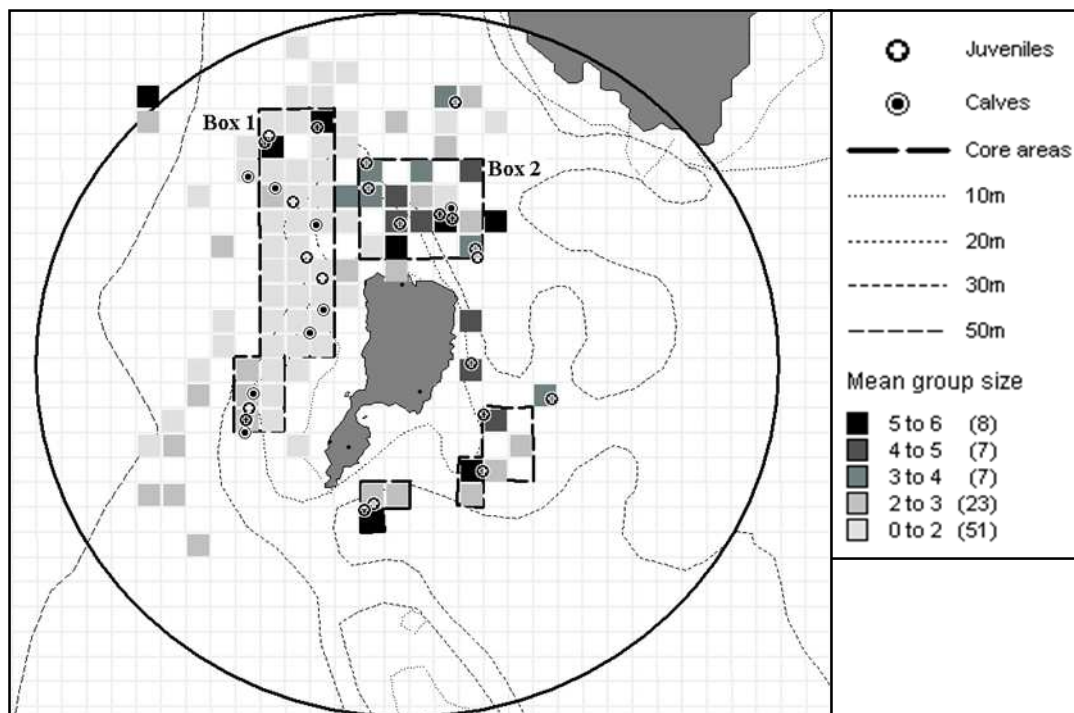 Box 1
Box 2
Juveniles
Calves
Core areas
10m
20m
30m
50m
Mean group size
5 to 6 (8)
4 to 5 (7)
3 to 4 (7)
2 to 3 (23)
0 to 2 (51)